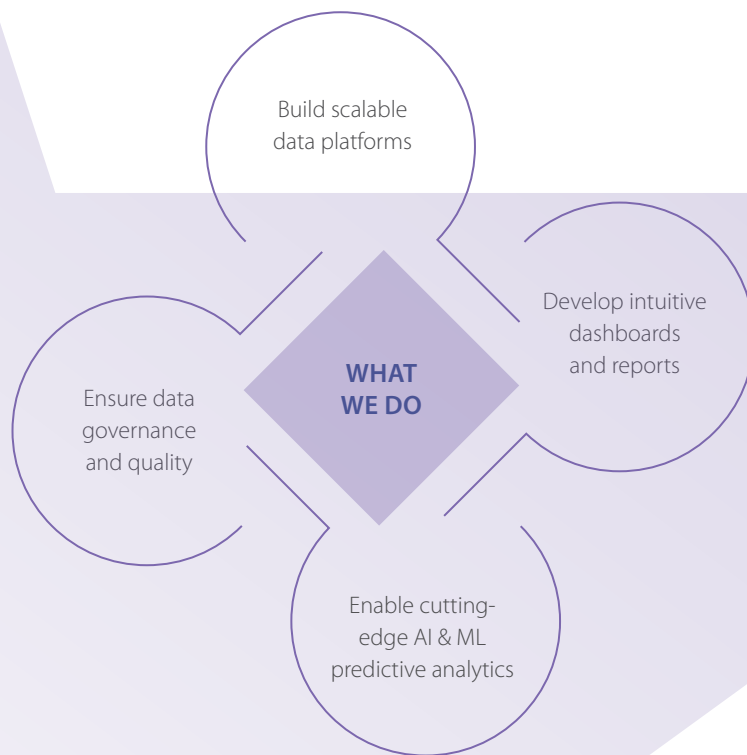 Build scalable
data platforms
Develop intuitive
dashboards
and reports
WHAT
WE DO
Ensure data
governance
and quality
Enable cutting-
edge AI & ML
predictive analytics